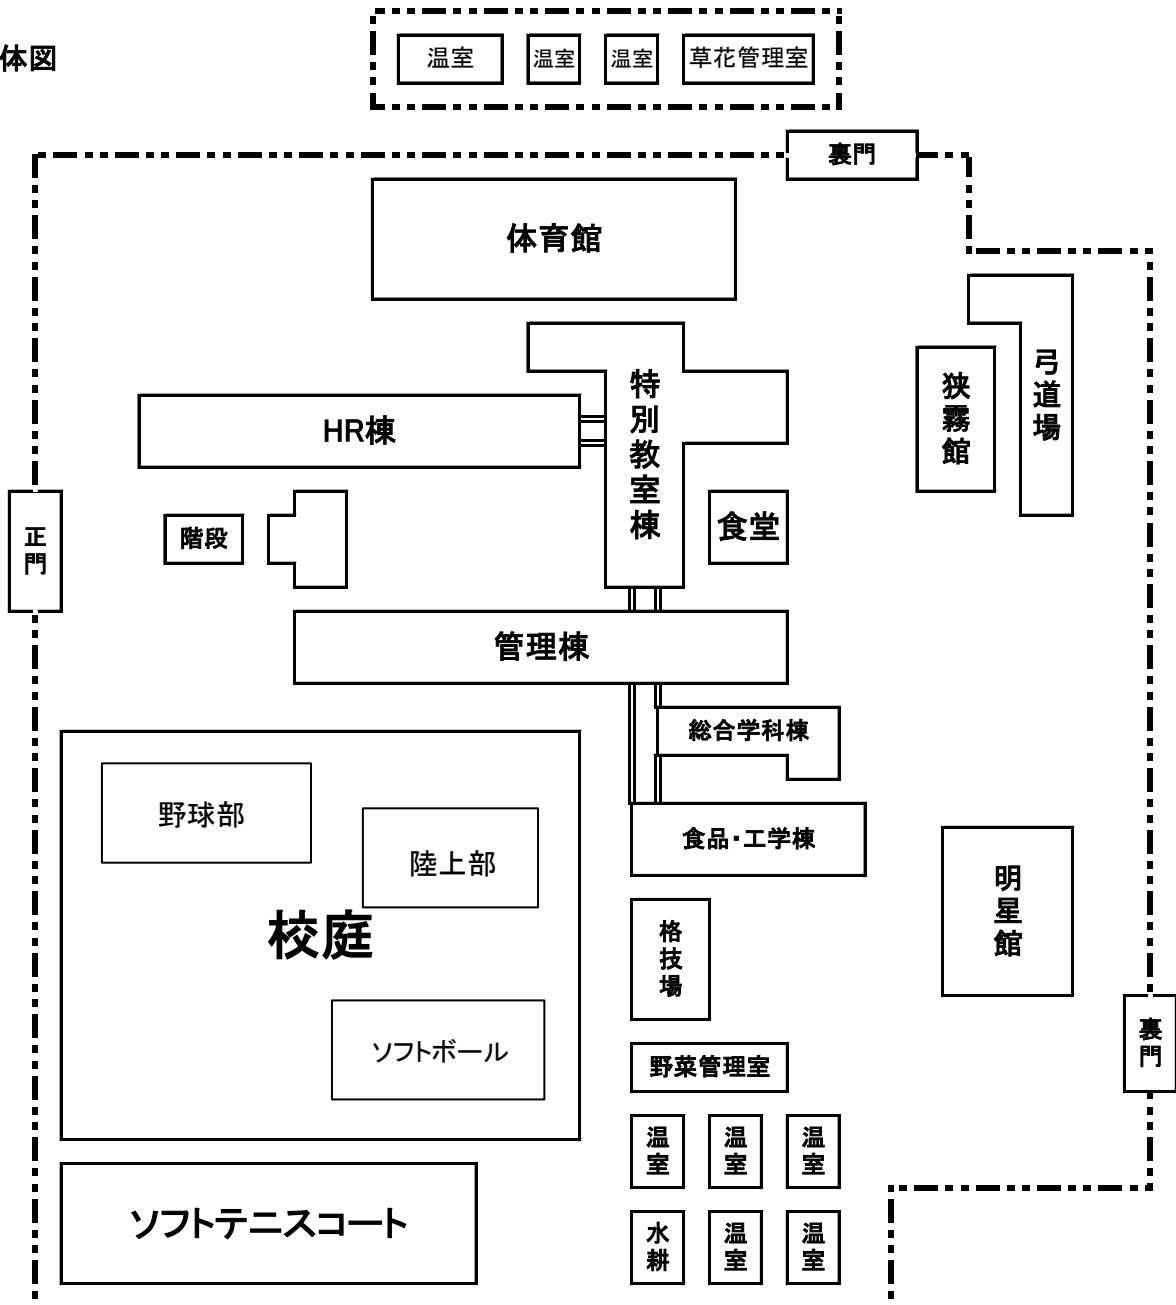 体図
温室
温室
温室
草花管理室
裏門
体育館
特別教室棟
弓道場
狭霧館
HR棟
正門
階段
食堂
管理棟
総合学科棟
野球部
陸上部
食品・工学棟
明星館
校庭
格技場
裏門
ソフトボール
野菜管理室
温室
温室
温室
ソフトテニスコート
水耕
温室
温室